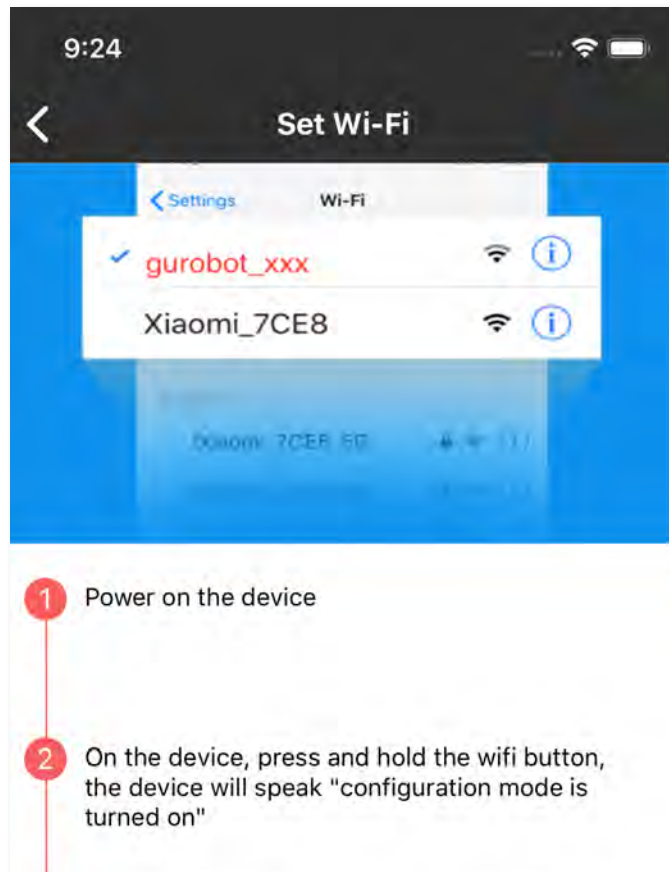 9:24
Set Wi-Fi
Settings
Wi-Fi
gurobot_xxx
Xiaomi_7CE8
1
Power on the device
2
On the device, press and hold the wifi button,
the device will speak "configuration mode is
turned on"